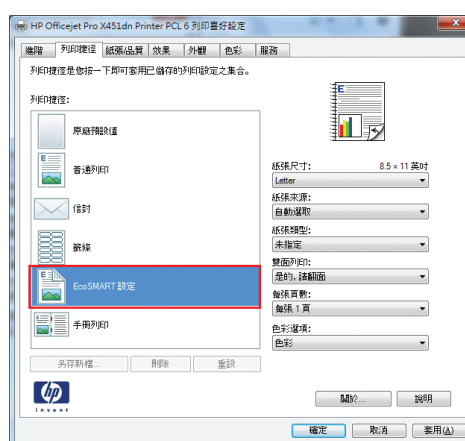 HP Officejet Pro X451dn Printer PCL 6 列印喜好設定
進階 列印捷徑 紙張/品質 效果 外觀 色彩 服務
列印捷徑是您按一下即可套用已儲存的列印設定之集合。
列印捷徑:
原廠預設值
普通列印
信封
籤條
EcoSMART 設定
手冊列印
另存新檔... 刪除 重設
紙張尺寸: 8.5 × 11 英吋
Letter
紙張來源:
自動選取
紙張類型:
未指定
雙面列印:
是的, 請翻面
每張頁數:
每張 1 頁
色彩選項:
色彩
hp
invent
關於... 說明
確定 取消 套用(A)